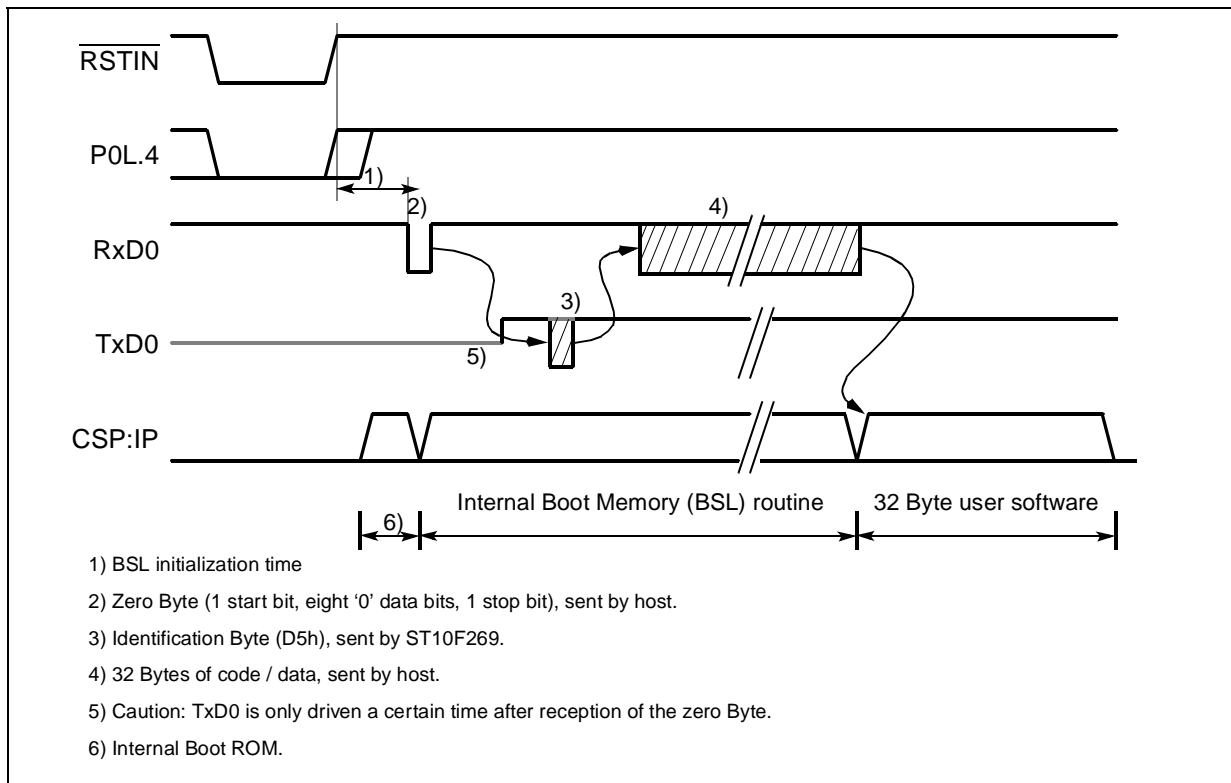 RSTIN
P0L.4
1)
2)
4)
RxD0
3)
TxD0
5)
CSP:IP
Internal Boot Memory (BSL) routine
32 Byte user software
6)
1) BSL initialization time
2) Zero Byte (1 start bit, eight ‘0’ data bits, 1 stop bit), sent by host.
3) Identification Byte (D5h), sent by ST10F269.
4) 32 Bytes of code / data, sent by host.
5) Caution: TxD0 is only driven a certain time after reception of the zero Byte.
6) Internal Boot ROM.